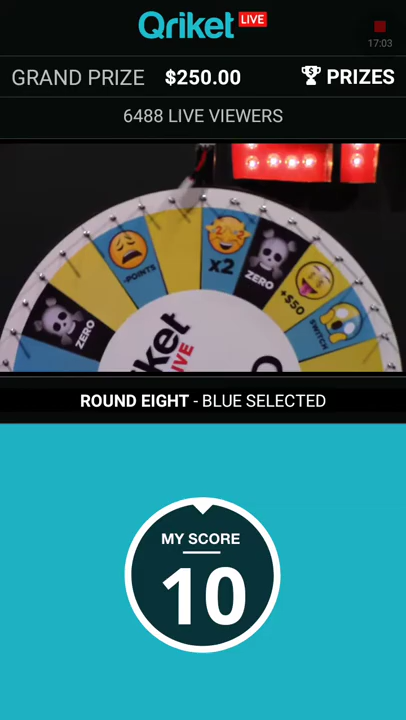 Qriket LIVE
17:03
GRAND PRIZE $250.00 PRIZES
6488 LIVE VIEWERS
-POINTS
x2
ZERO
+$50
SWITCH
ZERO
LIVE
ROUND EIGHT - BLUE SELECTED
MY SCORE
10